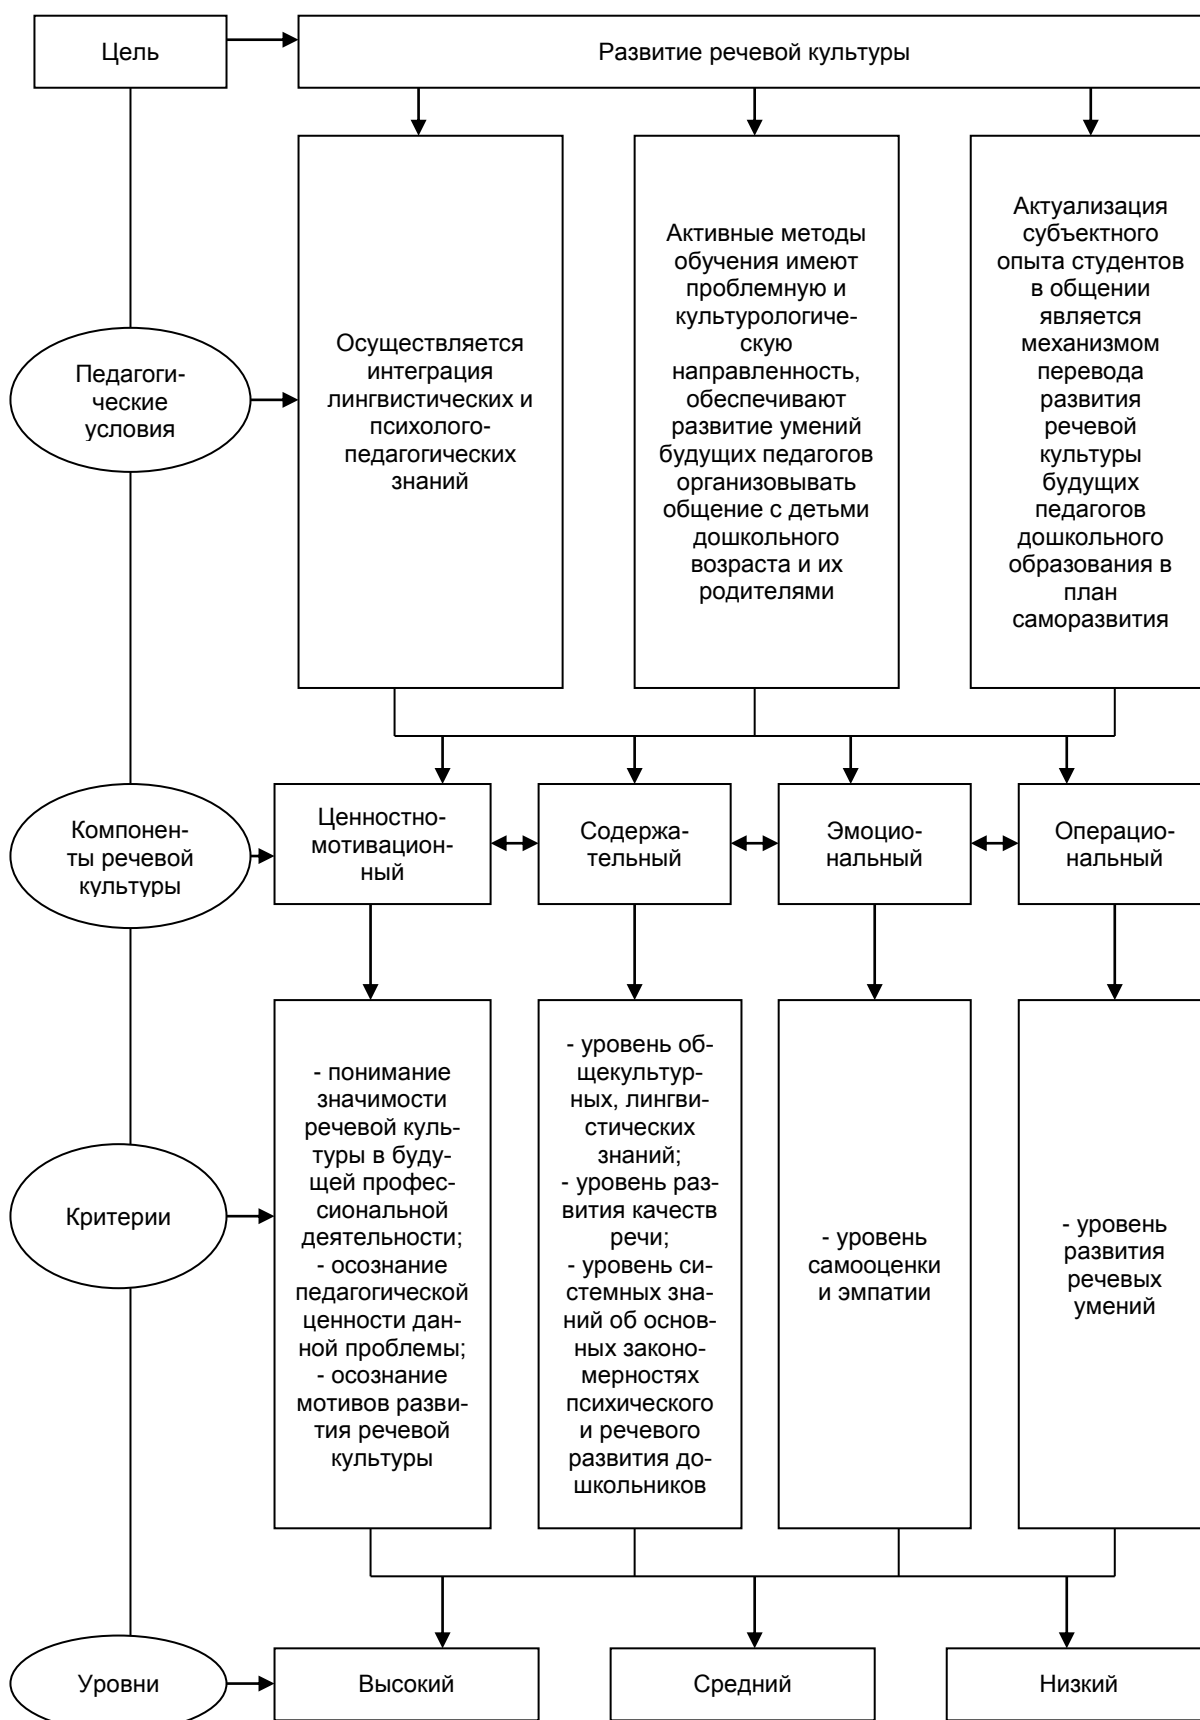 Цель
Развитие речевой культуры
Педагоги-
ческие
условия
Осуществляется
интеграция
лингвистических и
психолого-
педагогических
знаний
Активные методы
обучения имеют
проблемную и
культурологиче-
скую
направленность,
обеспечивают
развитие умений
будущих педагогов
организовывать
общение с детьми
дошкольного
возраста и их
родителями
Актуализация
субъектного
опыта студентов
в общении
является
механизмом
перевода
развития
речевой
культуры
будущих
педагогов
дошкольного
образования в
план
саморазвития
Компонен-
ты речевой
культуры
Ценностно-
мотивацион-
ный
Содержа-
тельный
Эмоцио-
нальный
Операцио-
нальный
Критерии
- понимание
значимости
речевой куль-
туры в буду-
щей профес-
сиональной
деятельности;
- осознание
педагогической
ценности дан-
ной проблемы;
- осознание
мотивов разви-
тия речевой
культуры
- уровень об-
щекультур-
ных, лингви-
стических
знаний;
- уровень раз-
вития качеств
речи;
- уровень си-
стемных зна-
ний об основ-
ных законо-
мерностях
психического
и речевого
развития до-
школьников
- уровень
самооценки
и эмпатии
- уровень
развития
речевых
умений
Уровни
Высокий
Средний
Низкий